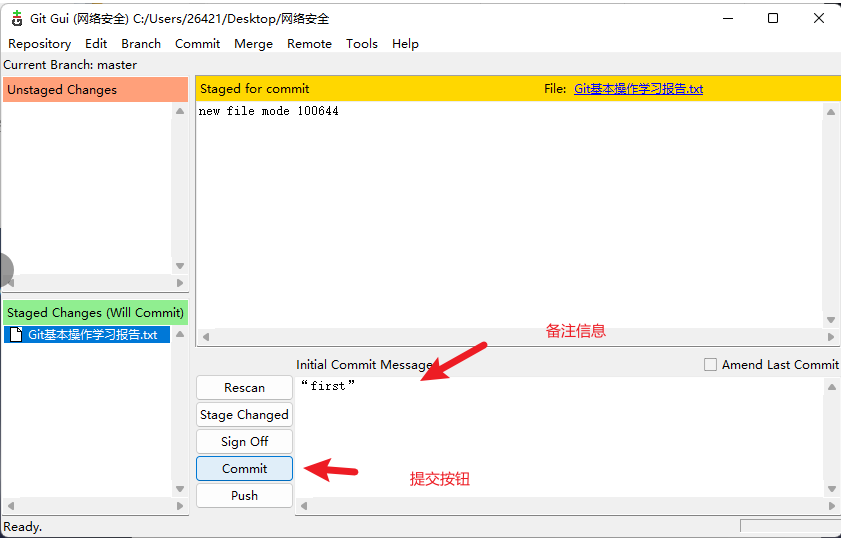 Git Gui (网络安全) C:/Users/26421/Desktop/网络安全
Repository Edit Branch Commit Merge Remote Tools Help
Current Branch: master
Unstaged Changes
Staged for commit File: Git基本操作学习报告.txt
new file mode 100644
Staged Changes (Will Commit)
Git基本操作学习报告.txt
备注信息
Initial Commit Message Amend Last Commit
“first”
Rescan
Stage Changed
Sign Off
Commit
提交按钮
Push
Ready.